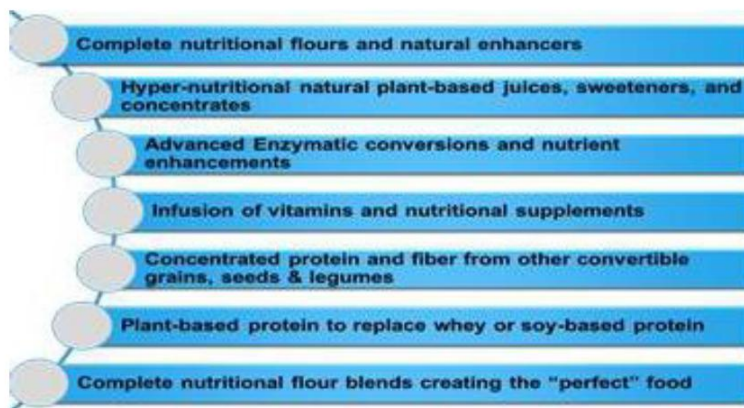 Complete nutritional flours and natural enhancers
Hyper-nutritional natural plant-based juices, sweeteners, and
concentrates
Advanced Enzymatic conversions and nutrient
enhancements
Infusion of vitamins and nutritional supplements
Concentrated protein and fiber from other convertible
grains, seeds & legumes
Plant-based protein to replace whey or soy-based protein
Complete nutritional flour blends creating the “perfect” food